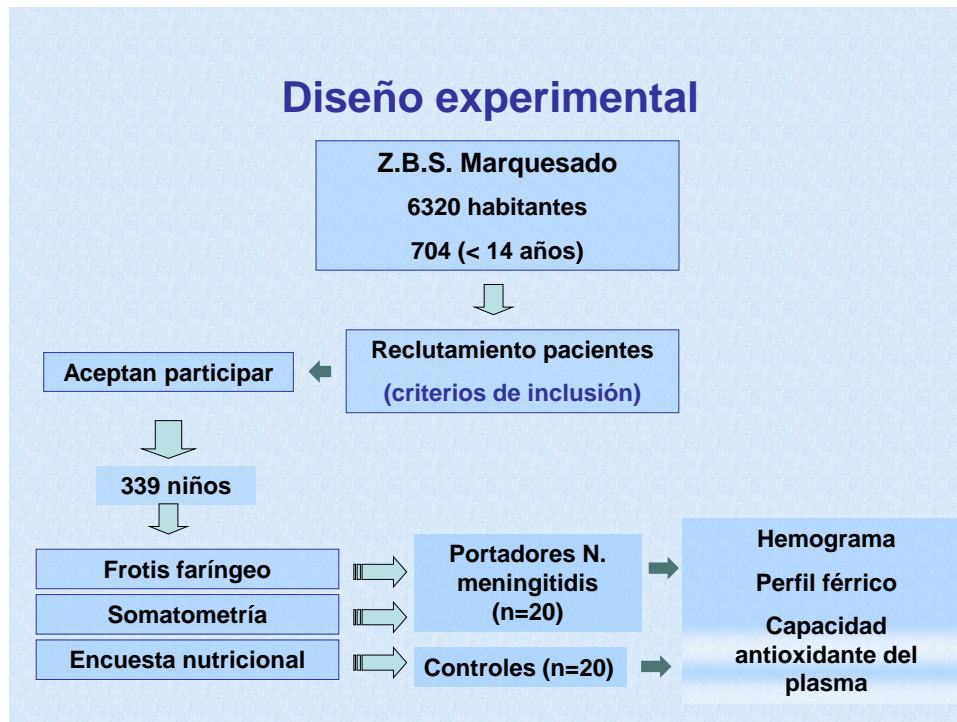 Diseño experimental
Z.B.S. Marquesado
6320 habitantes
704 (< 14 años)
Reclutamiento pacientes
(criterios de inclusión)
Aceptan participar
339 niños
Frotis faríngeo
Somatometría
Encuesta nutricional
Portadores N.
meningitidis
(n=20)
Controles (n=20)
Hemograma
Perfil férrico
Capacidad
antioxidante del
plasma